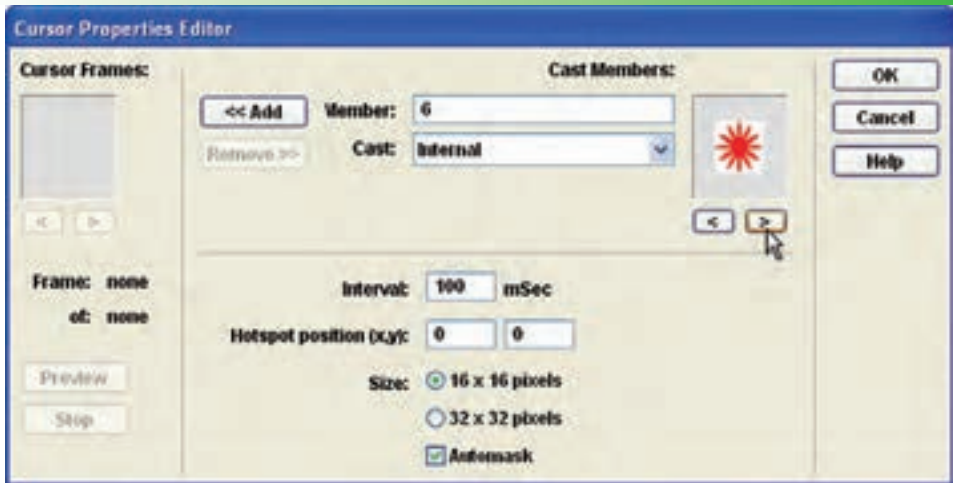 Cursor Properties Editor
Cursor Frames:
Cast Members:
<< Add
Member:
6
Remove >>
Cast:
Internal
OK
Cancel
Help
<
>
<
>
Frame: none
of: none
Interval:
100
mSec
Hotspot position (x,y):
0
0
Preview
Stop
Size:
16 x 16 pixels
32 x 32 pixels
Automask